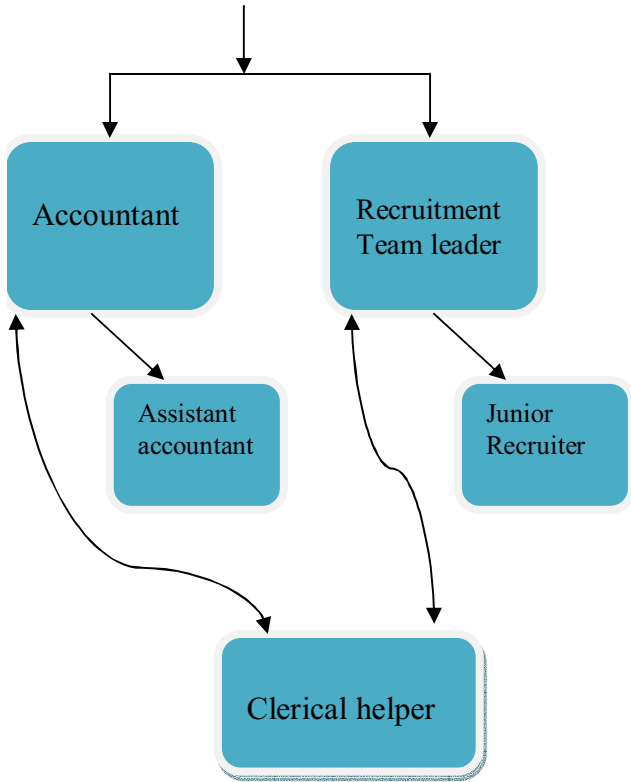 Accountant
Recruitment
Team leader
Assistant
accountant
Junior
Recruiter
Clerical helper